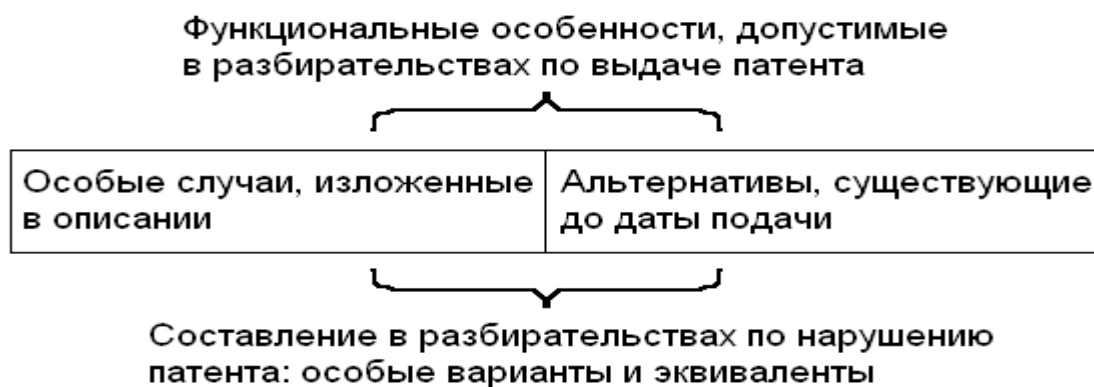 Функциональные особенности, допустимые
в разбирательствах по выдаче патента
Особые случаи, изложенные
в описании
Альтернативы, существующие
до даты подачи
Составление в разбирательствах по нарушению
патента: особые варианты и эквиваленты